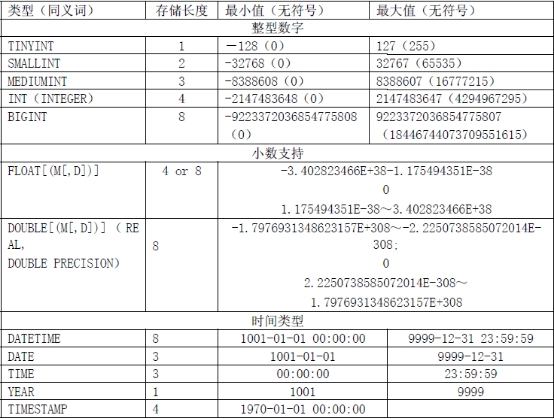 类型（同义词） 存储长度 最小值（无符号） 最大值（无符号）
整型数字
TINYINT 1 －128（0） 127（255）
SMALLINT 2 -32768（0） 32767（65535）
MEDIUMINT 3 -8388608（0） 8388607（16777215）
INT（INTEGER） 4 -2147483648（0） 2147483647（4294967295）
BIGINT 8 -9223372036854775808 9223372036854775807
（0） （18446744073709551615）
小数支持
FLOAT[(M[,D])] 4 or 8 -3.402823466E+38-1.175494351E-38
0
1.175494351E-38～3.402823466E+38
DOUBLE[(M[,D])] （RE -1.7976931348623157E+308～-2.2250738585072014E-
AL, 8 308;
DOUBLE PRECISION） 0
2.2250738585072014E-308～
1.7976931348623157E+308
时间类型
DATETIME 8 1001-01-01 00:00:00 9999-12-31 23:59:59
DATE 3 1001-01-01 9999-12-31
TIME 3 00:00:00 23:59:59
YEAR 1 1001 9999
TIMESTAMP 4 1970-01-01 00:00:00